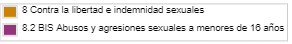 8 Contra la libertad e indemnidad sexuales
8.2 BIS Abusos y agresiones sexuales a menores de 16 años